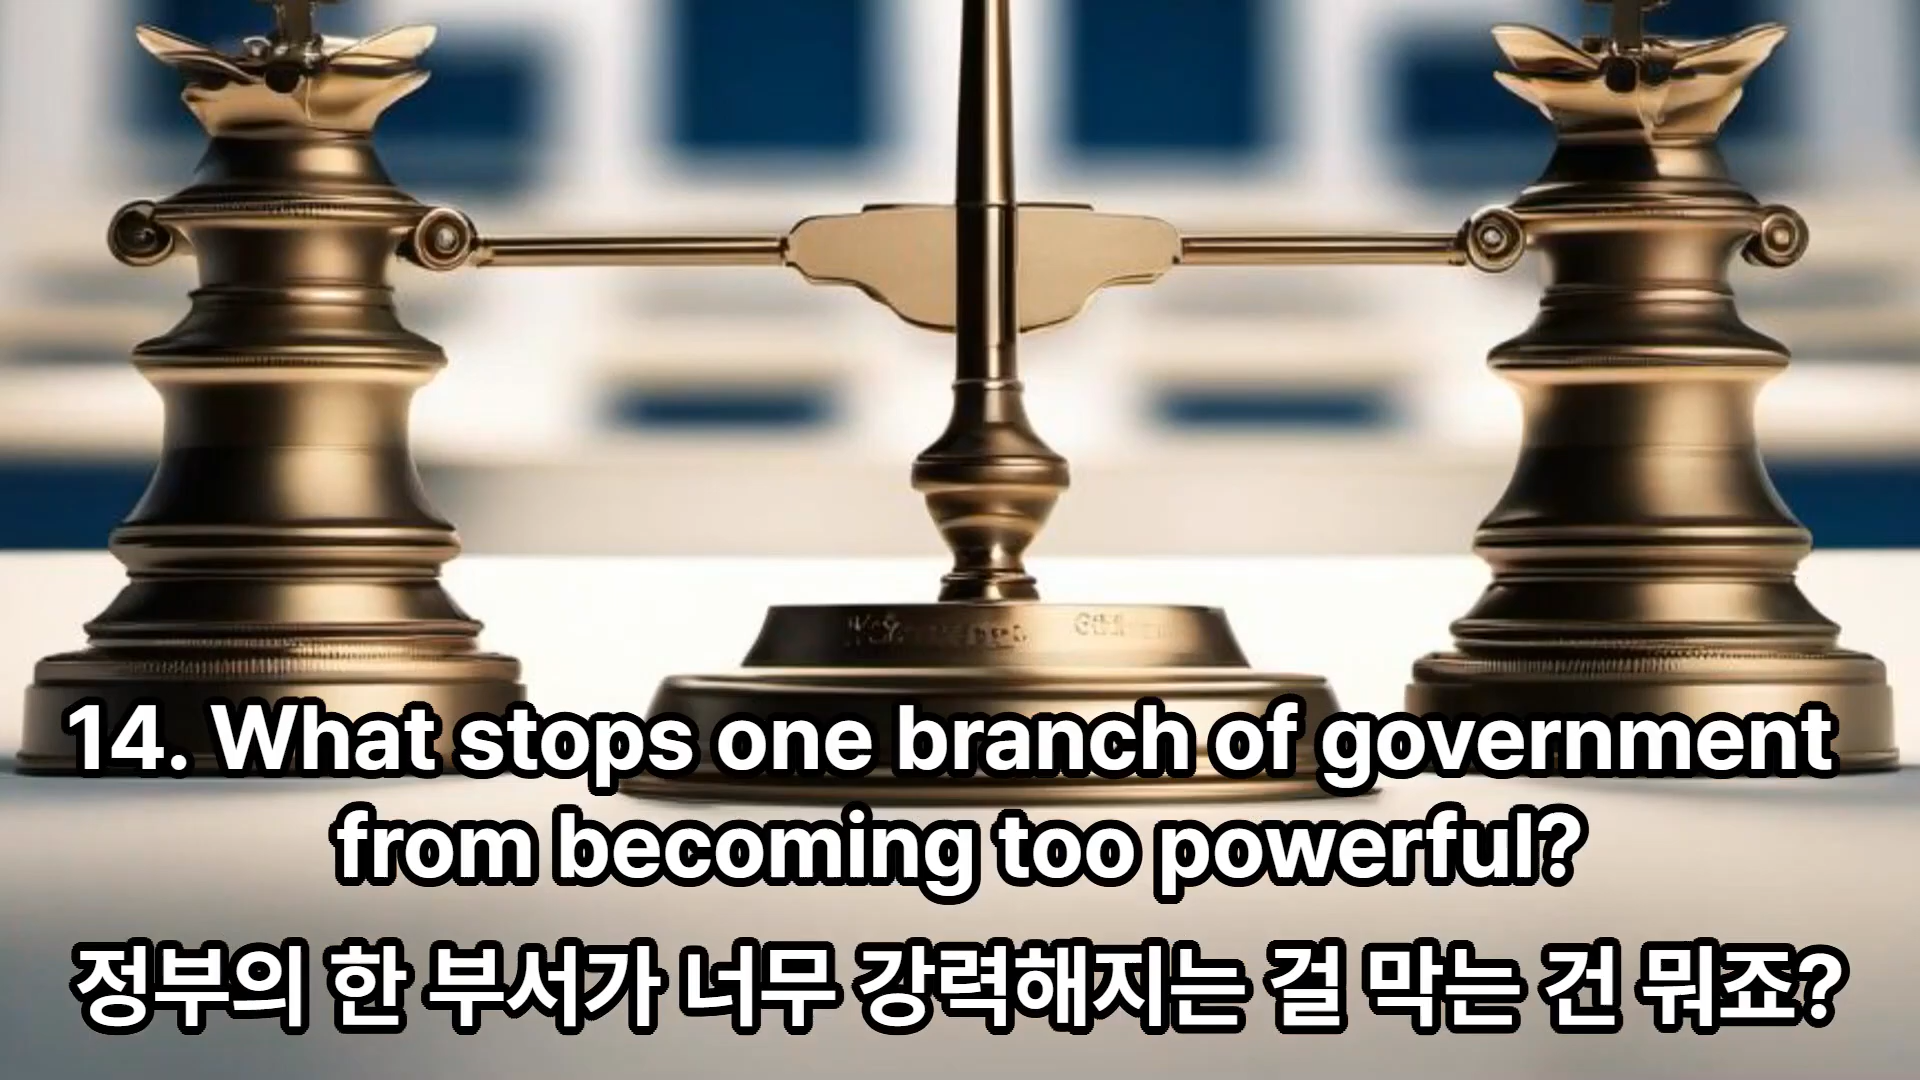 14. What stops one branch of government
from becoming too powerful?
정부의 한 부서가 너무 강력해지는 걸 막는 건 뭐죠?